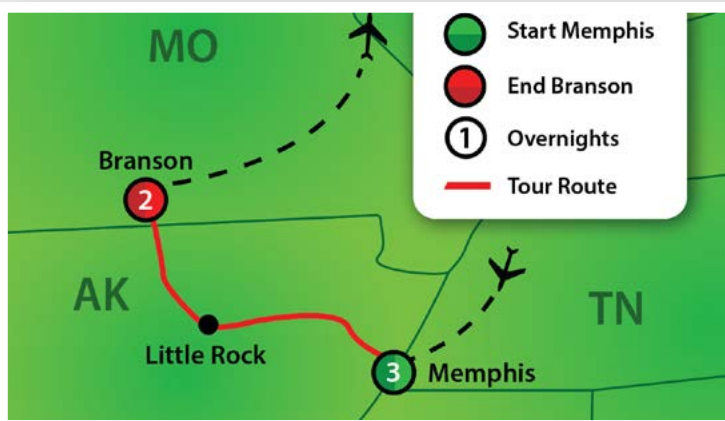 MO
Start Memphis
End Branson
1 Overnights
Tour Route
Branson
2
AK
TN
Little Rock
3 Memphis